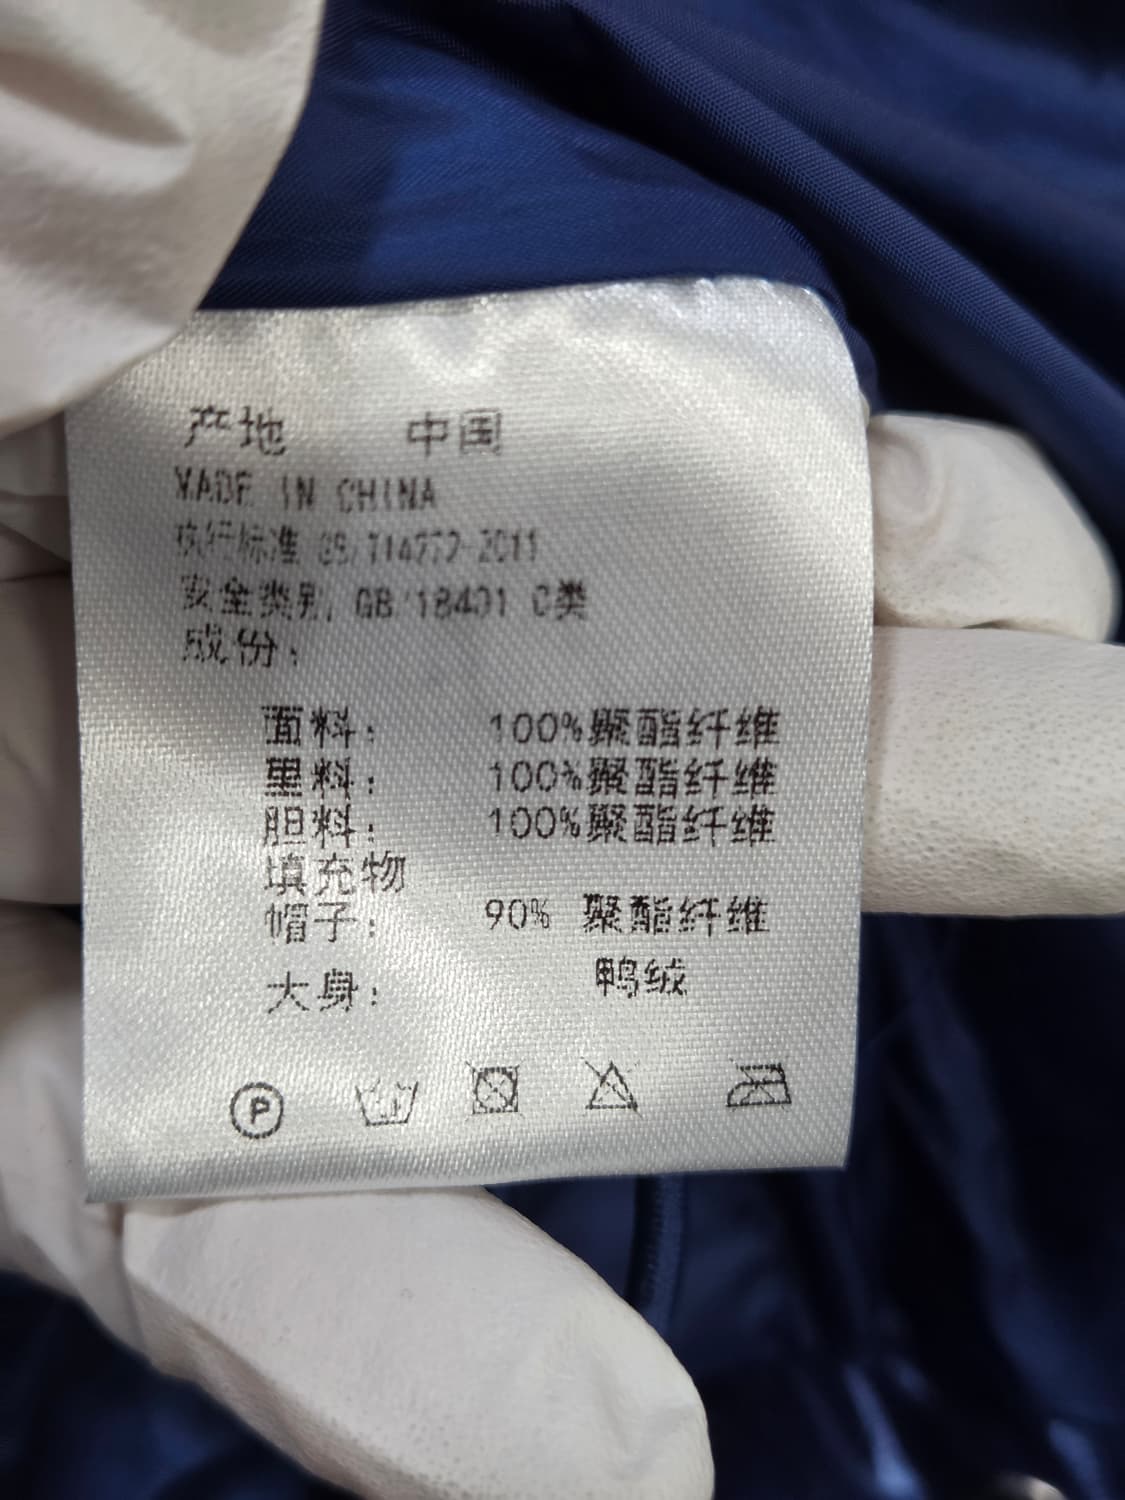 产地 中国
MADE IN CHINA
执行标准 GB/T14272-2011
安全类别, GB 18401 C类
成份:
面料: 100%聚酯纤维
里料: 100%聚酯纤维
胆料: 100%聚酯纤维
填充物
帽子: 90% 聚酯纤维
大身: 鸭绒
P